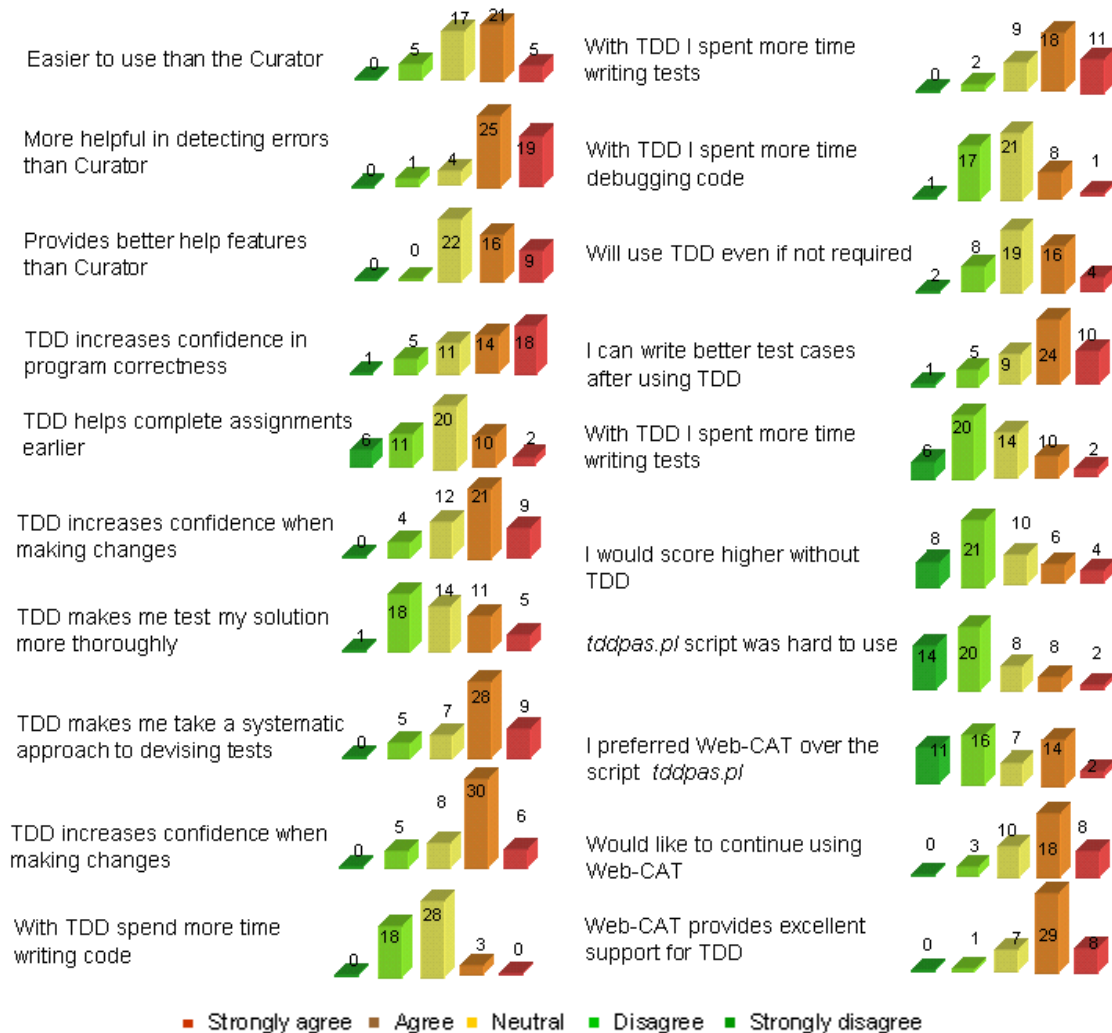 Easier to use than the Curator
0 5 17 21 5
More helpful in detecting errors
than Curator
0 1 4 25 19
Provides better help features
than Curator
0 0 22 16 9
TDD increases confidence in
program correctness
1 5 11 14 18
TDD helps complete assignments
earlier
6 11 20 10 2
TDD increases confidence when
making changes
0 4 12 21 9
TDD makes me test my solution
more thoroughly
1 18 14 11 5
TDD makes me take a systematic
approach to devising tests
0 5 7 28 9
TDD increases confidence when
making changes
0 5 8 30 6
With TDD spend more time
writing code
0 18 28 3 0
With TDD I spent more time
writing tests
0 2 9 18 11
With TDD I spent more time
debugging code
1 17 21 8 1
Will use TDD even if not required
2 8 19 16 4
I can write better test cases
after using TDD
1 5 9 24 10
With TDD I spent more time
writing tests
6 20 14 10 2
I would score higher without
TDD
8 21 10 6 4
tddpas.pl script was hard to use
14 20 8 8 2
I preferred Web-CAT over the
script tddpas.pl
11 16 7 14 2
Would like to continue using
Web-CAT
0 3 10 18 8
Web-CAT provides excellent
support for TDD
0 1 7 29 8
Strongly agree Agree Neutral Disagree Strongly disagree